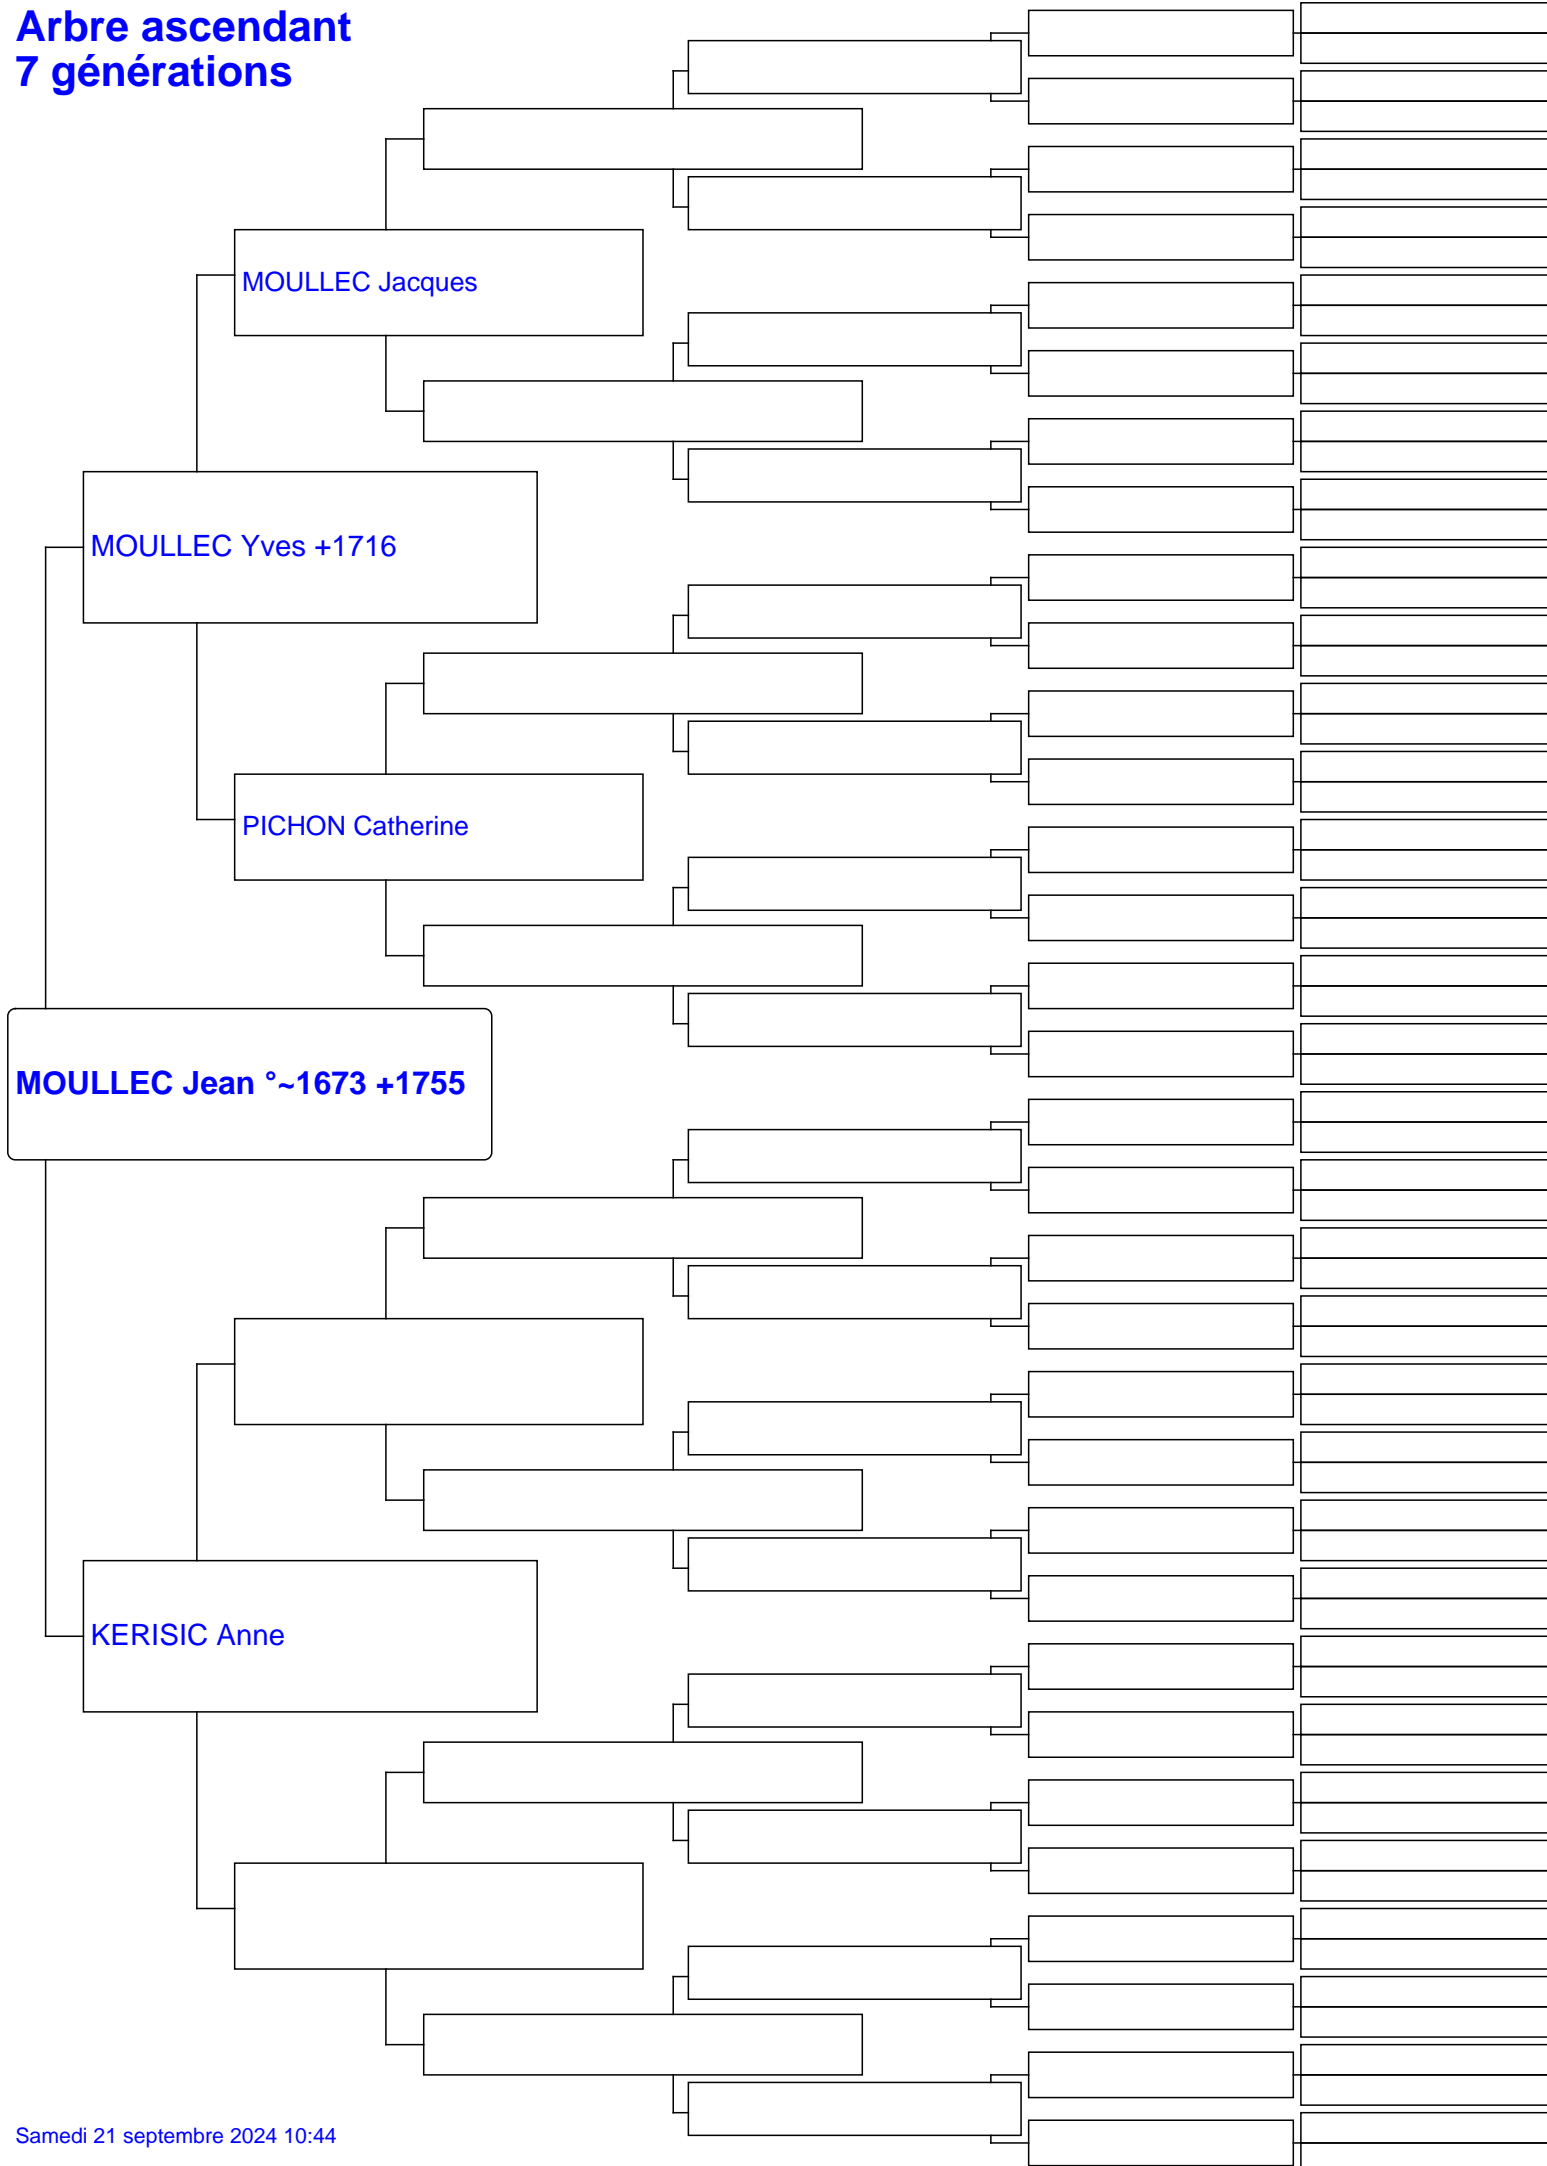 Arbre ascendant
7 générations
MOULLEC Jacques
MOULLEC Yves +1716
PICHON Catherine
MOULLEC Jean °~1673 +1755
KERISIC Anne
Samedi 21 septembre 2024 10:44